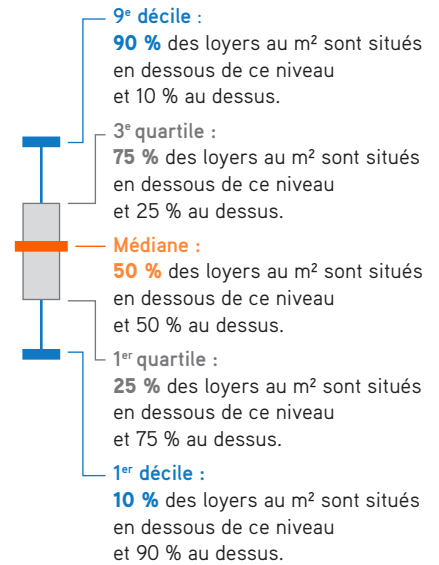 9e décile :
90 % des loyers au m² sont situés
en dessous de ce niveau
et 10 % au dessus.
3e quartile :
75 % des loyers au m² sont situés
en dessous de ce niveau
et 25 % au dessus.
Médiane :
50 % des loyers au m² sont situés
en dessous de ce niveau
et 50 % au dessus.
1er quartile :
25 % des loyers au m² sont situés
en dessous de ce niveau
et 75 % au dessus.
1er décile :
10 % des loyers au m² sont situés
en dessous de ce niveau
et 90 % au dessus.